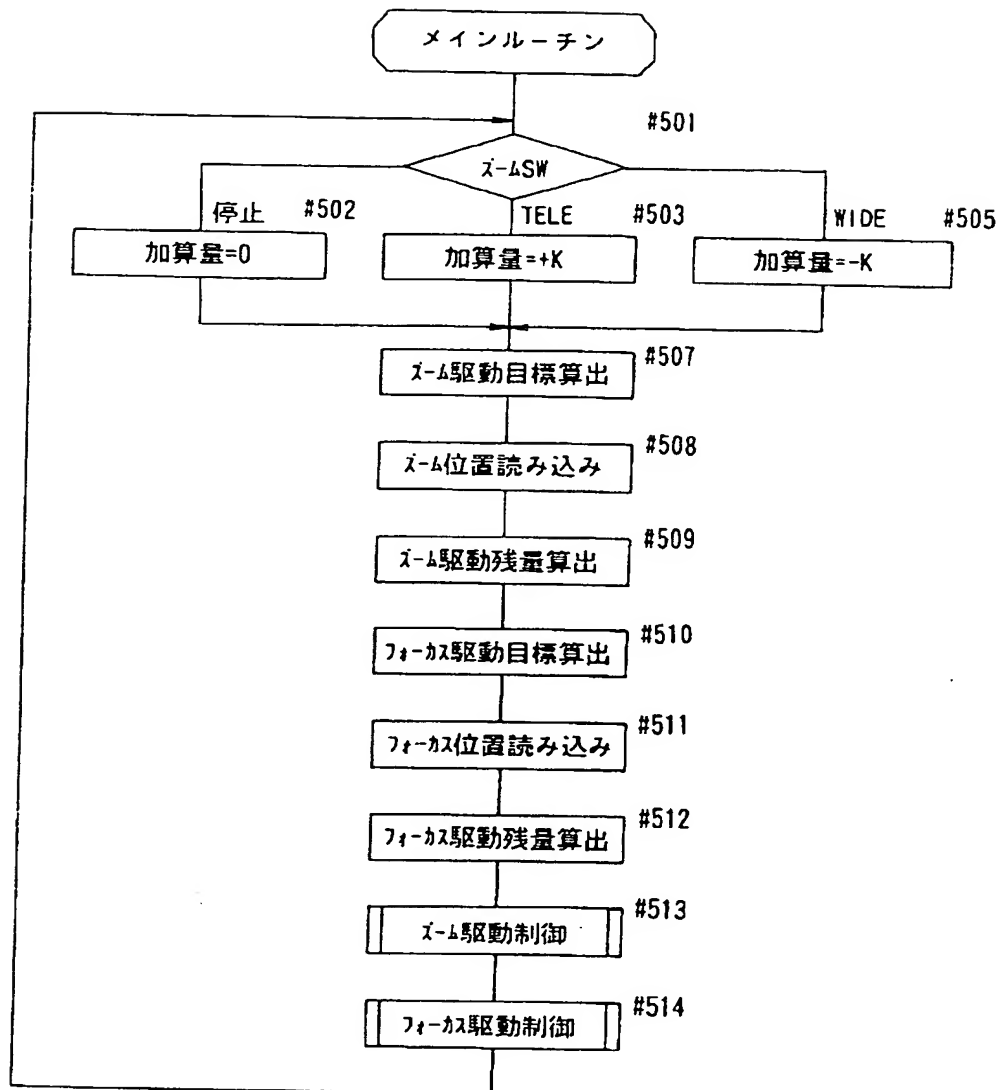 メインルーチン
#501
ズームSW
停止 #502
TELE #503
WIDE #505
加算量=0
加算量=+K
加算量=-K
#507
ズーム駆動目標算出
#508
ズーム位置読み込み
#509
ズーム駆動残量算出
#510
フォーカス駆動目標算出
#511
フォーカス位置読み込み
#512
フォーカス駆動残量算出
#513
ズーム駆動制御
#514
フォーカス駆動制御